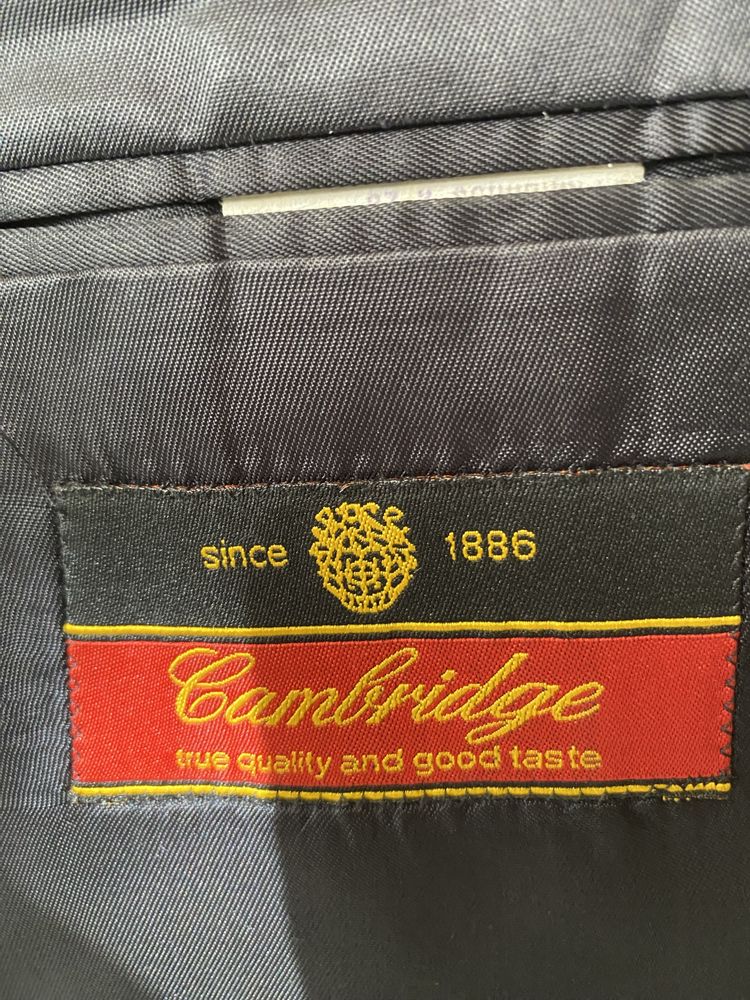 since 1886
Cambridge
true quality and good taste